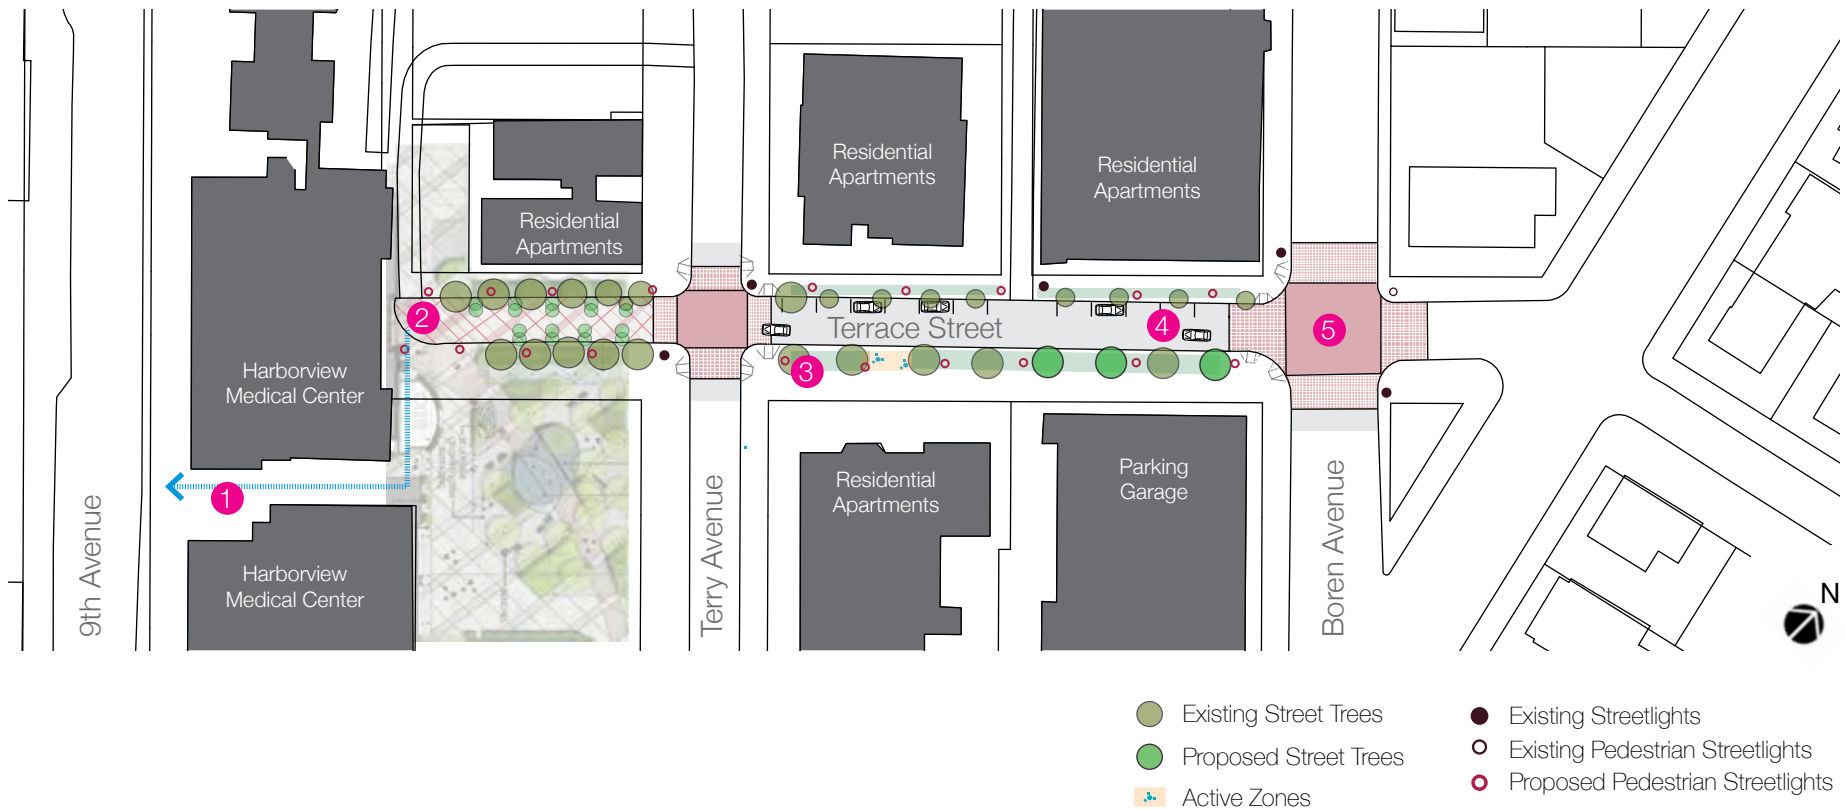 Residential
Apartments
Residential
Apartments
Residential
Apartments
2
Terrace Street
4
5
3
Harborview
Medical Center
1
Residential
Apartments
Parking
Garage
9th Avenue
Terry Avenue
Boren Avenue
Harborview
Medical Center
N
Existing Street Trees
Proposed Street Trees
Active Zones
Existing Streetlights
Existing Pedestrian Streetlights
Proposed Pedestrian Streetlights